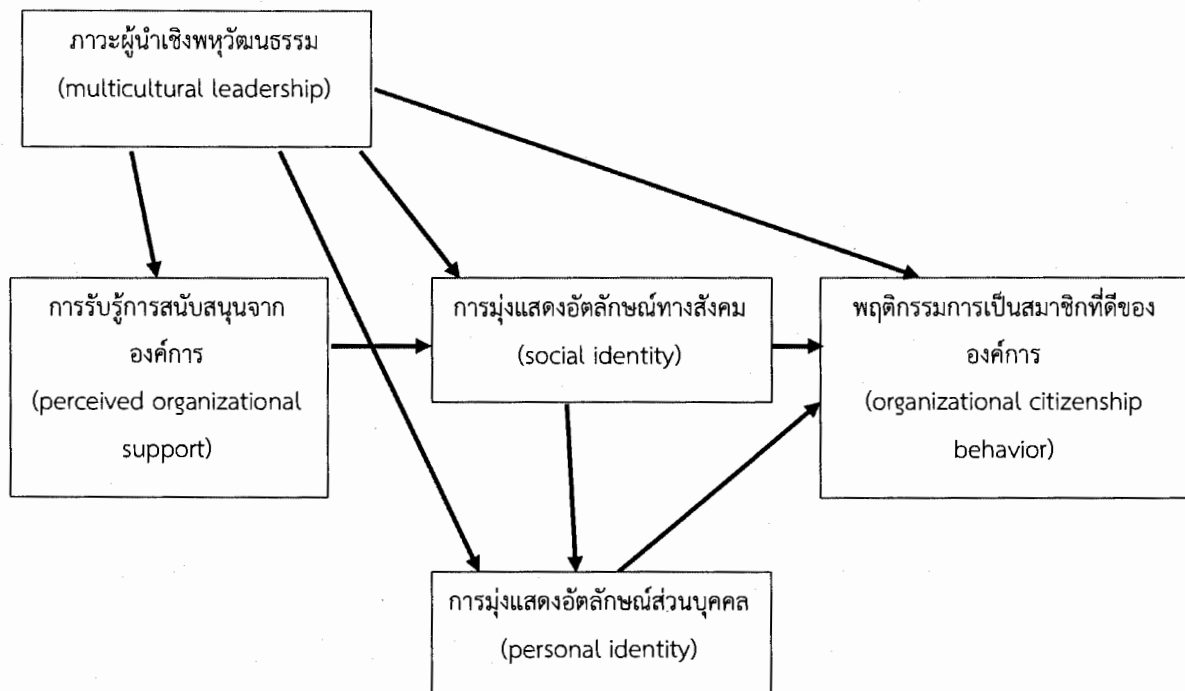 ภาวะผู้นำเชิงพหุวัฒนธรรม
(multicultural leadership)
การรับรู้การสนับสนุนจาก
องค์การ
(perceived organizational
support)
การมุ่งแสดงอัตลักษณ์ทางสังคม
(social identity)
พฤติกรรมการเป็นสมาชิกที่ดีของ
องค์การ
(organizational citizenship
behavior)
การมุ่งแสดงอัตลักษณ์ส่วนบุคคล
(personal identity)